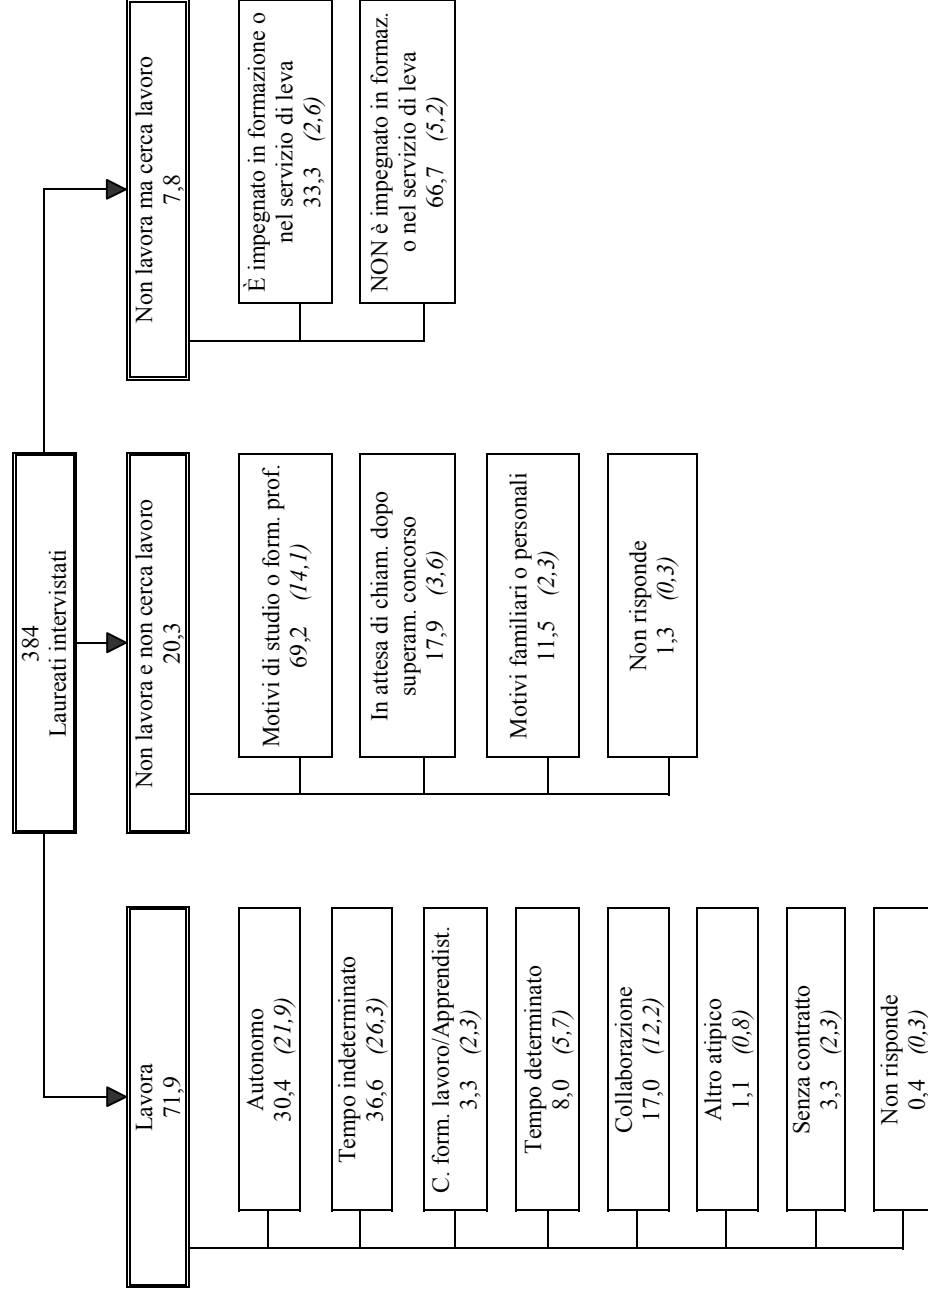 384
Laureati intervistati
Lavora
71,9
Autonomo
30,4 (21,9)
Tempo indeterminato
36,6 (26,3)
C. form. lavoro/Apprendist.
3,3 (2,3)
Tempo determinato
8,0 (5,7)
Collaborazione
17,0 (12,2)
Altro atipico
1,1 (0,8)
Senza contratto
3,3 (2,3)
Non risponde
0,4 (0,3)
Non lavora e non cerca lavoro
20,3
Motivi di studio o form. prof.
69,2 (14,1)
In attesa di chiam. dopo
superam. concorso
17,9 (3,6)
Motivi familiari o personali
11,5 (2,3)
Non risponde
1,3 (0,3)
Non lavora ma cerca lavoro
7,8
È impegnato in formazione o
nel servizio di leva
33,3 (2,6)
NON è impegnato in formaz.
o nel servizio di leva
66,7 (5,2)